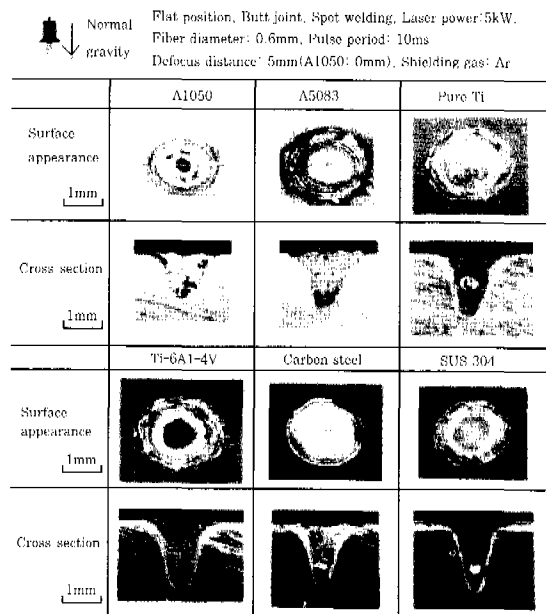 Normal
gravity
Flat position, Butt joint, Spot welding, Laser power:5kW,
Fiber diameter: 0.6mm, Pulse period: 10ms
Defocus distance: 5mm(A1050: 0mm), Shielding gas: Ar
A1050 A5083 Pure Ti
Surface
appearance
1mm
Cross section
1mm
Ti-6A1-4V Carbon steel SUS 304
Surface
appearance
1mm
Cross section
1mm